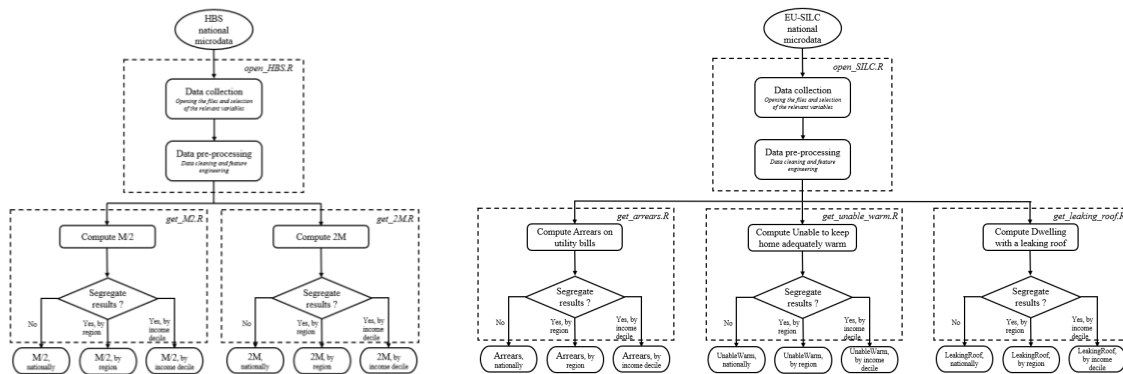 HBS
national
microdata
open_HBS.R
Data collection
Opening the files and selection
of the relevant variables
Data pre-processing
Data cleaning and feature
engineering
get_M2.R
Compute M/2
Segregate
results ?
No
Yes, by
region
Yes, by
income
decile
M/2,
nationally
M/2, by
region
M/2, by
income decile
get_2M.R
Compute 2M
Segregate
results ?
No
Yes, by
region
Yes, by
income
decile
2M,
nationally
2M, by
region
2M, by
income decile
EU-SILC
national
microdata
open_SILC.R
Data collection
Opening the files and selection
of the relevant variables
Data pre-processing
Data cleaning and feature
engineering
get_arrears.R
Compute Arrears on
utility bills
Segregate
results ?
No
Yes, by
region
Yes, by
income
decile
Arrears,
nationally
Arrears, by
region
Arrears, by
income decile
get_unable_warm.R
Compute Unable to keep
home adequately warm
Segregate
results ?
No
Yes, by
region
Yes, by
income
decile
UnableWarm,
nationally
UnableWarm,
by region
UnableWarm,
by income
decile
get_leaking_roof.R
Compute Dwelling
with a leaking roof
Segregate
results ?
No
Yes, by
region
Yes, by
income
decile
LeakingRoof,
nationally
LeakingRoof,
by region
LeakingRoof,
by income
decile